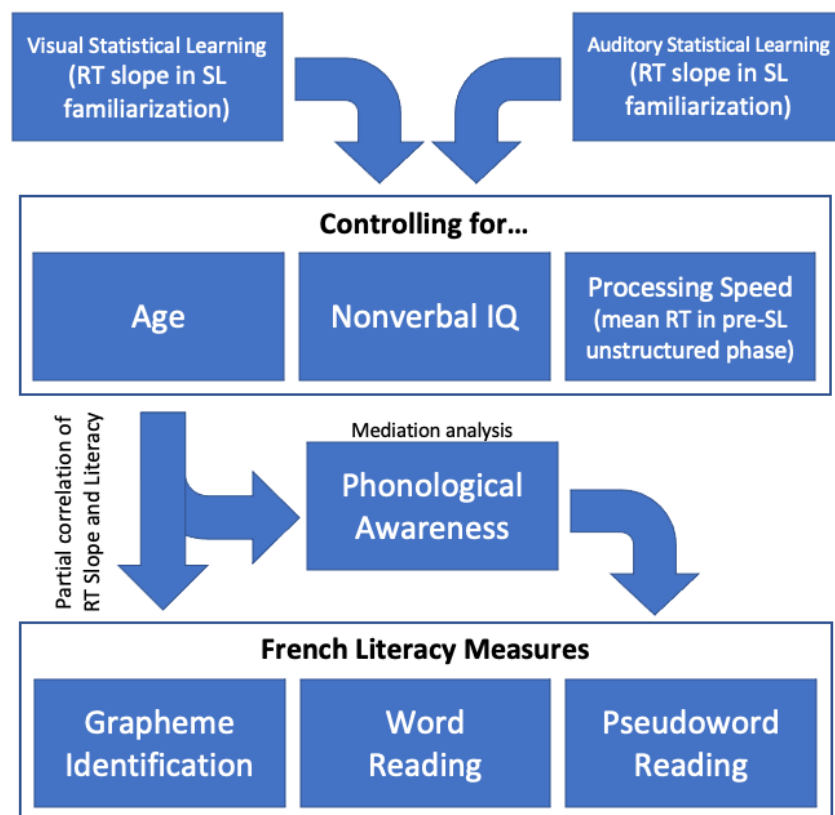 Visual Statistical Learning
(RT slope in SL
familiarization)
Auditory Statistical Learning
(RT slope in SL
familiarization)
Controlling for...
Age
Nonverbal IQ
Processing Speed
(mean RT in pre-SL
unstructured phase)
Partial correlation of
RT Slope and Literacy
Mediation analysis
Phonological
Awareness
French Literacy Measures
Grapheme
Identification
Word
Reading
Pseudoword
Reading